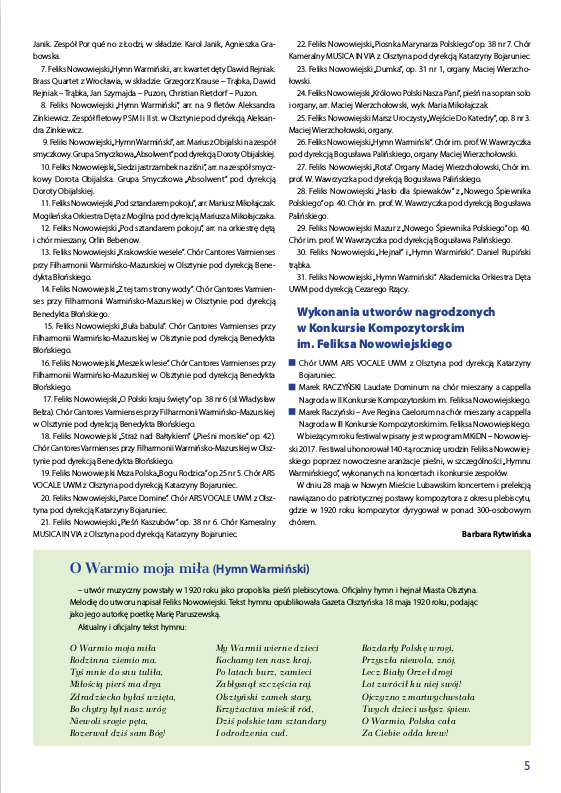 Janik. Zespół Por qué no z Łodzi, w składzie: Karol Janik, Agnieszka Gra-
bowska.
7. Feliks Nowowiejski „Hymn Warmiński, arr. kwartet dęty Dawid Rejniak.
Brass Quartet z Wrocławia, w składzie: Grzegorz Krause – Trąbka, Dawid
Rejniak – Trąbka, Jan Szymajda – Puzon, Christian Rietdorf – Puzon.
8. Feliks Nowowiejski „Hymn Warmiński”, arr. na 9 fletów Aleksandra
Zinkiewicz. Zespół fletowy PSM I i II st. w Olsztynie pod dyrekcją Aleksan-
dra Zinkiewicz.
9. Feliks Nowowiejski „Hymn Warmiński”, arr. Mariusz Obijalski na zespół
smyczkowy. Grupa Smyczkowa „Absolwent” pod dyrekcją Doroty Obijalskiej.
10. Feliks Nowowiejski „Siedzi jastrzambek na ziśni”, arr. na zespół smycz-
kowy Dorota Obijalska. Grupa Smyczkowa „Absolwent” pod dyrekcją
Doroty Obijalskiej.
11. Feliks Nowowiejski „Pod sztandarem pokoju”, arr. Mariusz Mikołajczak.
Mogileńska Orkiestra Dęta z Mogilna pod dyrekcją Mariusza Mikołajczaka.
12. Feliks Nowowiejski „Pod sztandarem pokoju”, arr. na orkiestrę dętą
i chór mieszany, Orlin Bebenow.
13. Feliks Nowowiejski „Krakowskie wesele”. Chór Cantores Varmienses
przy Filharmonii Warmińsko-Mazurskiej w Olsztynie pod dyrekcją Bene-
dykta Błońskiego.
14. Feliks Nowowiejski „Z tej tam strony wody”. Chór Cantores Varmien-
ses przy Filharmonii Warmińsko-Mazurskiej w Olsztynie pod dyrekcją
Benedykta Błońskiego.
15. Feliks Nowowiejski „Buła babula”. Chór Cantores Varmienses przy
Filharmonii Warmińsko-Mazurskiej w Olsztynie pod dyrekcją Benedykta
Błońskiego.
16. Feliks Nowowiejski „Meszek w lesie”. Chór Cantores Varmienses przy
Filharmonii Warmińsko-Mazurskiej w Olsztynie pod dyrekcją Benedykta
Błońskiego.
17. Feliks Nowowiejski „O Polski kraju święty” op. 38 nr 6 (sł. Władysław
Bełza). Chór Cantores Varmienses przy Filharmonii Warmińsko-Mazurskiej
w Olsztynie pod dyrekcją Benedykta Błońskiego.
18. Feliks Nowowiejski „Straż nad Bałtykiem” („Pieśni morskie” op. 42).
Chór Cantores Varmienses przy Filharmonii Warmińsko-Mazurskiej w Olsz-
tynie pod dyrekcją Benedykta Błońskiego.
19. Feliks Nowowiejski Msza Polska „Bogu Rodzica” op.25 nr 5. Chór ARS
VOCALE UWM z Olsztyna pod dyrekcją Katarzyny Bojaruniec.
20. Feliks Nowowiejski „Parce Domine”. Chór ARS VOCALE UWM z Olsz-
tyna pod dyrekcją Katarzyny Bojaruniec.
21. Feliks Nowowiejski „Pieśń Kaszubów” op. 38 nr 6. Chór Kameralny
MUSICA IN VIA z Olsztyna pod dyrekcją Katarzyny Bojaruniec.
22. Feliks Nowowiejski „Piosnka Marynarza Polskiego” op. 38 nr 7. Chór
Kameralny MUSICA IN VIA z Olsztyna pod dyrekcją Katarzyny Bojaruniec.
23. Feliks Nowowiejski „Dumka”, op. 31 nr 1, organy Maciej Wierzcho-
łowski.
24. Feliks Nowowiejski „Królowo Polski Nasza Pani”, pieśń na sopran solo
i organy, arr. Maciej Wierzchołowski, wyk. Maria Mikołajczak.
25. Feliks Nowowiejski Marsz Uroczysty „Wejście Do Katedry”, op. 8 nr 3.
Maciej Wierzchołowski, organy.
26. Feliks Nowowiejski „Hymn Warmiński”. Chór im. prof. W. Wawrzyczka
pod dyrekcją Bogusława Palińskiego, organy Maciej Wierzchołowski.
27. Feliks Nowowiejski „Rota”. Organy Maciej Wierzchołowski, Chór im.
prof. W. Wawrzyczka pod dyrekcją Bogusława Palińskiego.
28. Feliks Nowowiejski „Hasło dla śpiewaków” z „Nowego Śpiewnika
Polskiego” op. 40. Chór im. prof. W. Wawrzyczka pod dyrekcją Bogusława
Palińskiego.
29. Feliks Nowowiejski Mazur z „Nowego Śpiewnika Polskiego” op. 40.
Chór im. prof. W. Wawrzyczka pod dyrekcją Bogusława Palińskiego.
30. Feliks Nowowiejski „Hejnał” i „Hymn Warmiński”. Daniel Rupiński
trąbka.
31. Feliks Nowowiejski „Hymn Warmiński”. Akademicka Orkiestra Dęta
UWM pod dyrekcją Cezarego Rzący.
Wykonania utworów nagrodzonych
w Konkursie Kompozytorskim
im. Feliksa Nowowiejskiego
Chór UWM ARS VOCALE UWM z Olsztyna pod dyrekcją Katarzyny
Bojaruniec.
Marek RACZYŃSKI Laudate Dominum na chór mieszany a cappella
Nagroda w II Konkursie Kompozytorskim im. Feliksa Nowowiejskiego.
Marek Raczyński – Ave Regina Caelorum na chór mieszany a cappella
Nagroda w III Konkursie Kompozytorskim im. Feliksa Nowowiejskiego.
W bieżącym roku festiwal wpisany jest w program MKiDN – Nowowiej-
ski 2017. Festiwal uhonorował 140-tą rocznicę urodzin Feliksa Nowowiej-
skiego poprzez nowoczesne aranżacje pieśni, w szczególności „Hymnu
Warmińskiego”, wykonanych na koncertach i konkursie zespołów.
W dniu 28 maja w Nowym Mieście Lubawskim koncertem i prelekcją
nawiązano do patriotycznej postawy kompozytora z okresu plebiscytu,
gdzie w 1920 roku kompozytor dyrygował w ponad 300-osobowym
chórem.
Barbara Rytwińska
O Warmio moja miła (Hymn Warmiński)
– utwór muzyczny powstały w 1920 roku jako propolska pieśń plebiscytowa. Oficjalny hymn i hejnał Miasta Olsztyna.
Melodię do utworu napisał Feliks Nowowiejski. Tekst hymnu opublikowała Gazeta Olsztyńska 18 maja 1920 roku, podając
jako jego autorkę poetkę Marię Paruszewską.
Aktualny i oficjalny tekst hymnu:
O Warmio moja miła
Rodzinna ziemio ma.
Tyś mnie do snu tuliła,
Miłością pierś ma drga
Zdradziecko byłaś wzięta,
Bo chytry był nasz wróg
Niewoli srogie pęta,
Rozerwał dziś sam Bóg!
My Warmii wierne dzieci
Kochamy ten nasz kraj,
Po latach burz, zamieci
Zabłysnął szczęścia raj.
Olsztyński zamek stary,
Krzyżactwa mieścił ród,
Dziś polskie tam sztandary
I odrodzenia cud.
Rozdarły Polskę wrogi,
Przyszła niewola, znój,
Lecz Biały Orzeł drogi
Lot zwrócił ku niej swój!
Ojczyzno zmartwychwstała
Twych dzieci usłysz śpiew.
O Warmio, Polska cała
Za Ciebie odda krew!
5